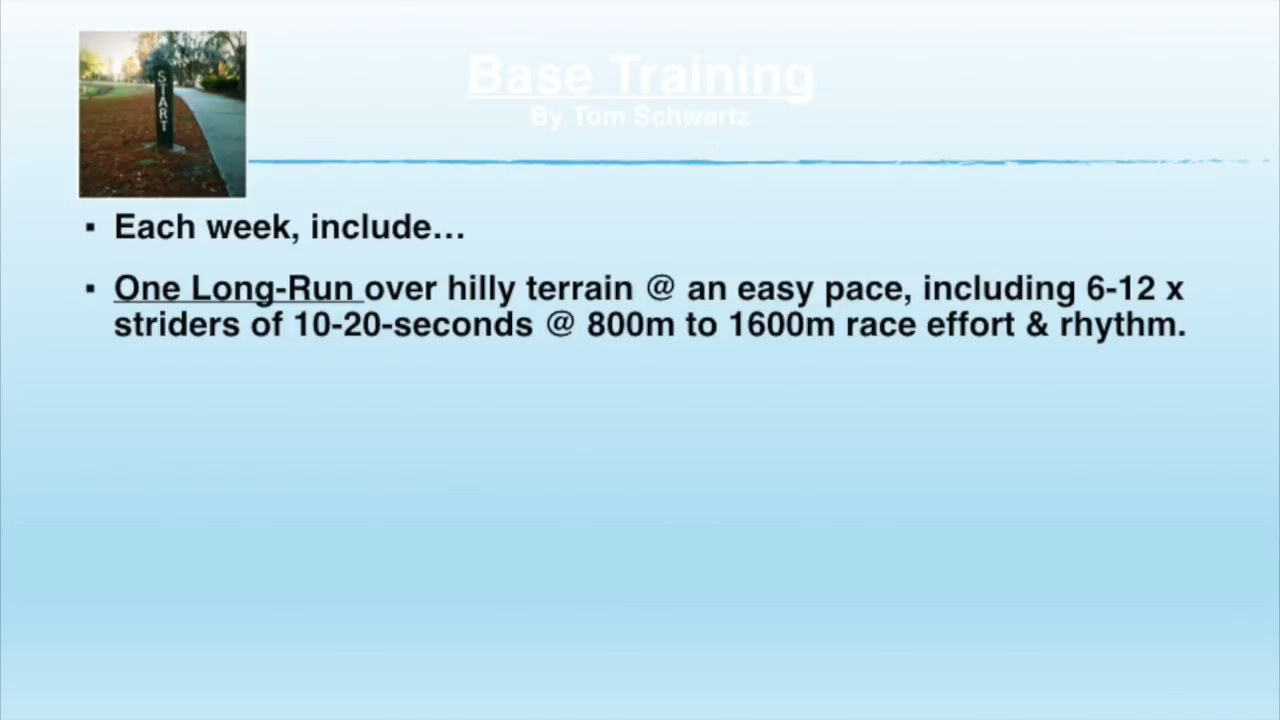 START
Base Training
By Tom Schwartz
▪ Each week, include…
▪ One Long-Run over hilly terrain @ an easy pace, including 6-12 x
striders of 10-20-seconds @ 800m to 1600m race effort & rhythm.